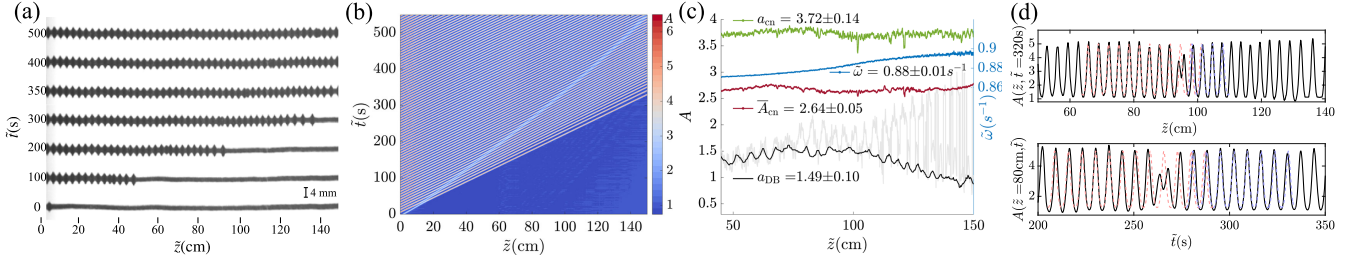 (a)
t̃(s)
500
400
350
300
200
100
0
4 mm
0 20 40 60 80 100 120 140
z̃(cm)
(b)
t̃(s)
500
400
300
200
100
0
0 20 40 60 80 100 120 140
z̃(cm)
A
6
5
4
3
2
1
(c)
A
4
3.5
3
2.5
2
1.5
1
0.5
a_cn = 3.72±0.14
ω̃ = 0.88±0.01s⁻¹
A̅_cn = 2.64±0.05
a_DB =1.49±0.10
0.9
0.88
0.86
ω̃(s⁻¹)
50 100 150
z̃(cm)
(d)
A(z̃, t̃ =320s)
5
4
3
2
1
60 80 100 120 140
z̃(cm)
A(z̃ =80cm,t̃)
4
2
200 250 300 350
t̃(s)